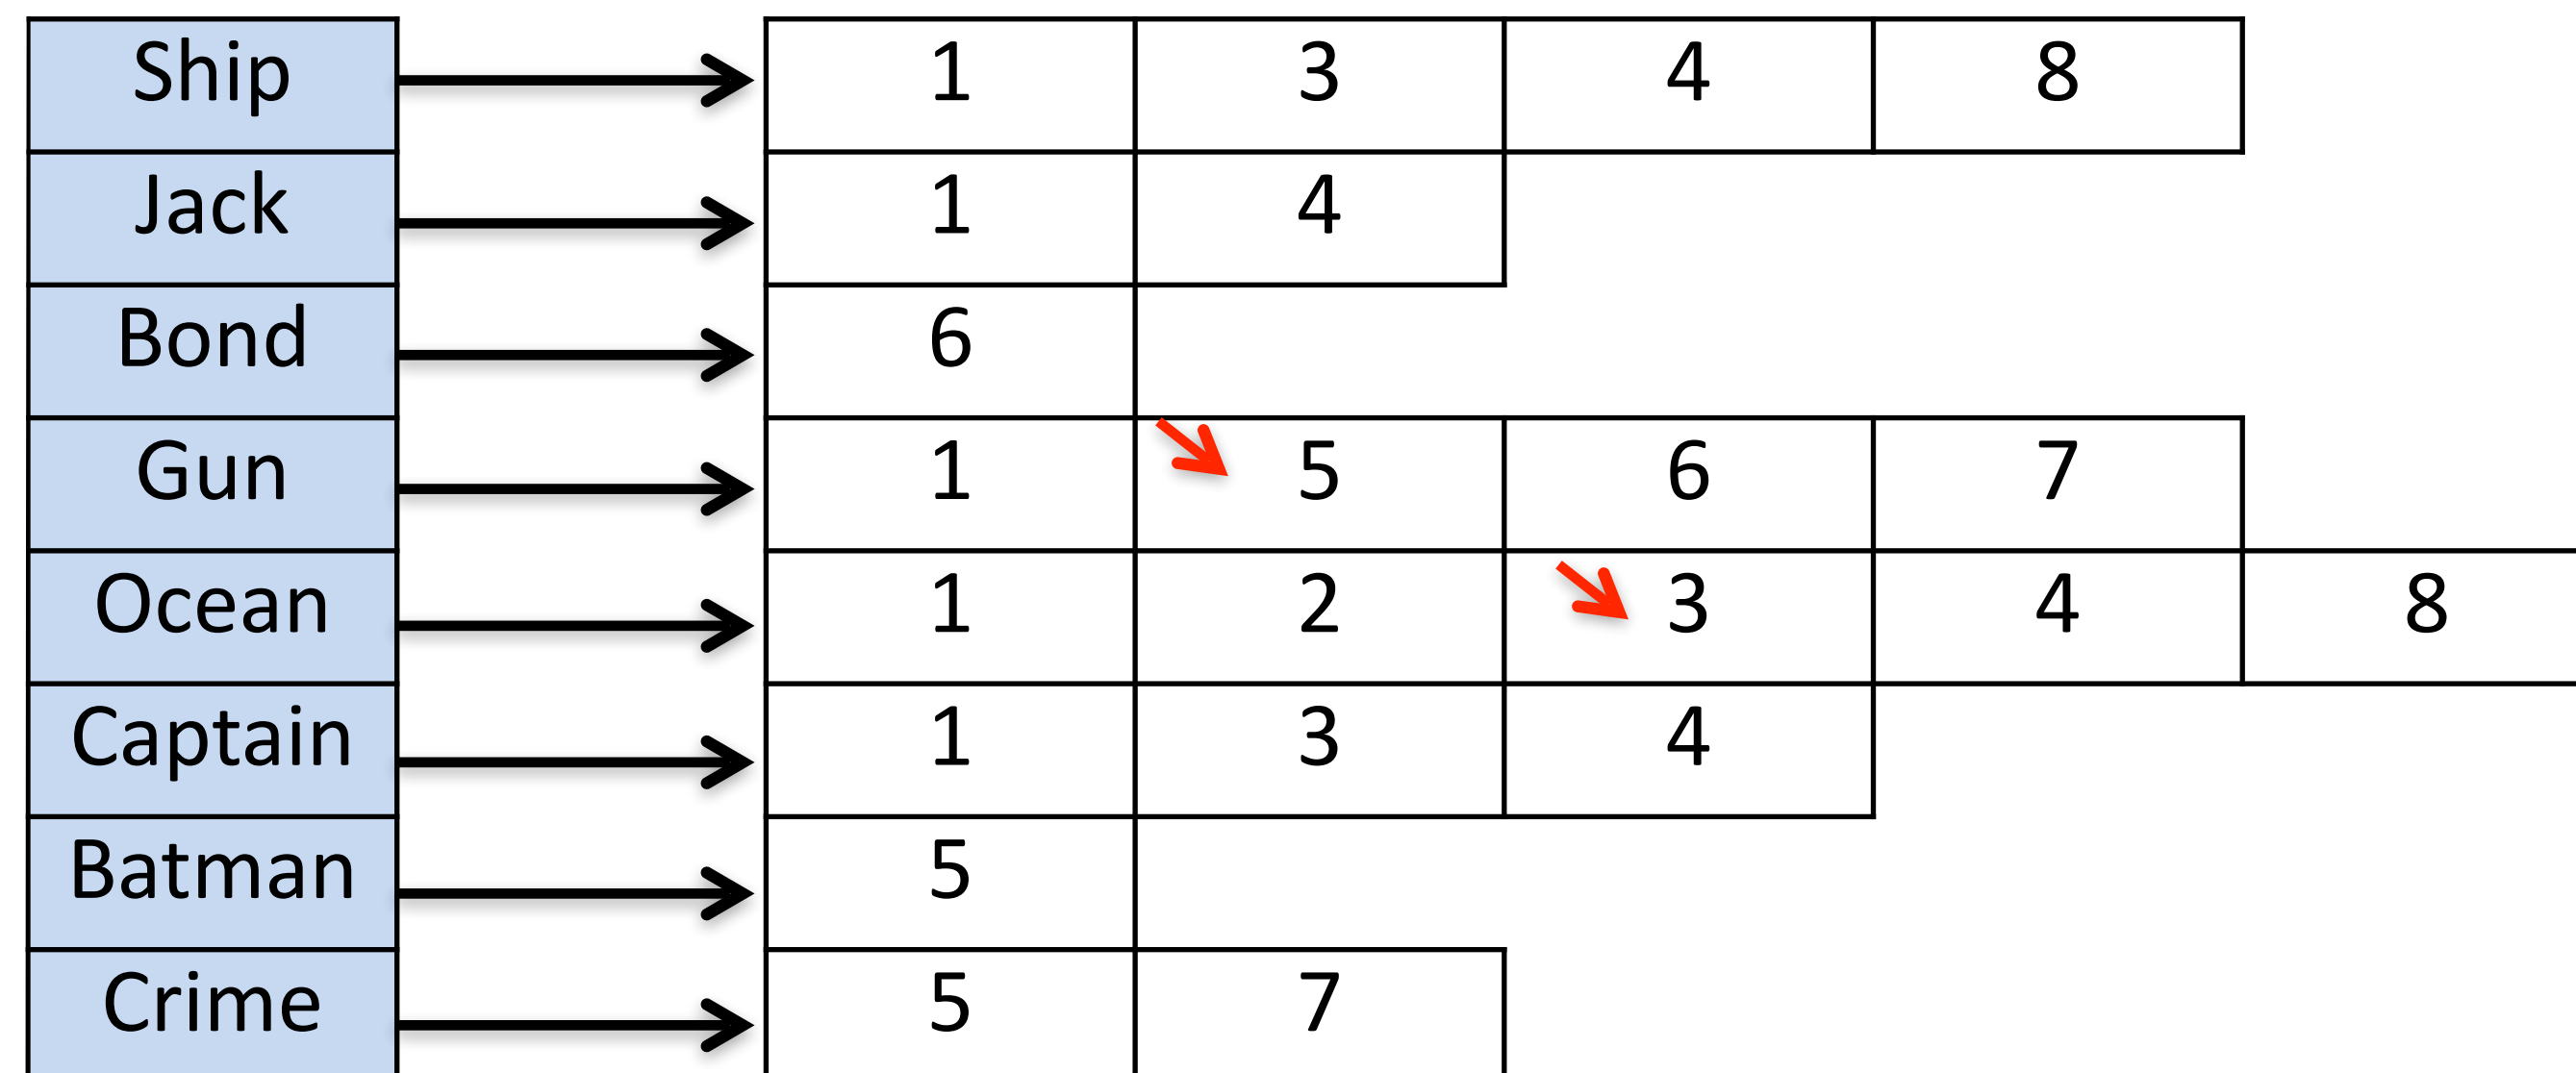 Ship 1 3 4 8
Jack 1 4
Bond 6
Gun 1 5 6 7
Ocean 1 2 3 4 8
Captain 1 3 4
Batman 5
Crime 5 7